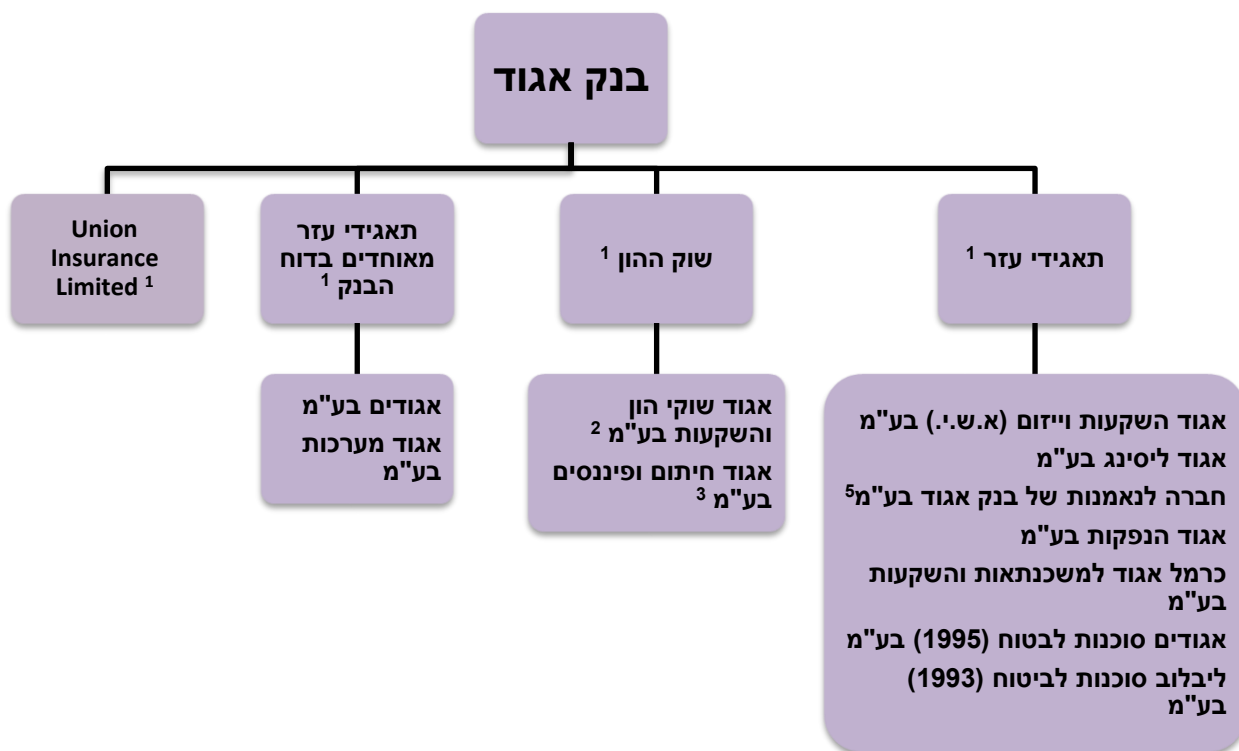 בנק אגוד
תאגידי עזר ¹
שוק ההון ¹
תאגידי עזר
מאוחדים בדוח
הבנק ¹
Union
Insurance
Limited ¹
אגוד השקעות וייזום (א.ש.י.) בע"מ
אגוד ליסינג בע"מ
חברה לנאמנות של בנק אגוד בע"מ⁵
אגוד הנפקות בע"מ
כרמל אגוד למשכנתאות והשקעות
בע"מ
אגודים סוכנות לבטוח (1995) בע"מ
ליבלוב סוכנות לביטוח (1993)
בע"מ
אגוד שוקי הון
והשקעות בע"מ ²
אגוד חיתום ופיננסים
בע"מ ³
אגודים בע"מ
אגוד מערכות
בע"מ